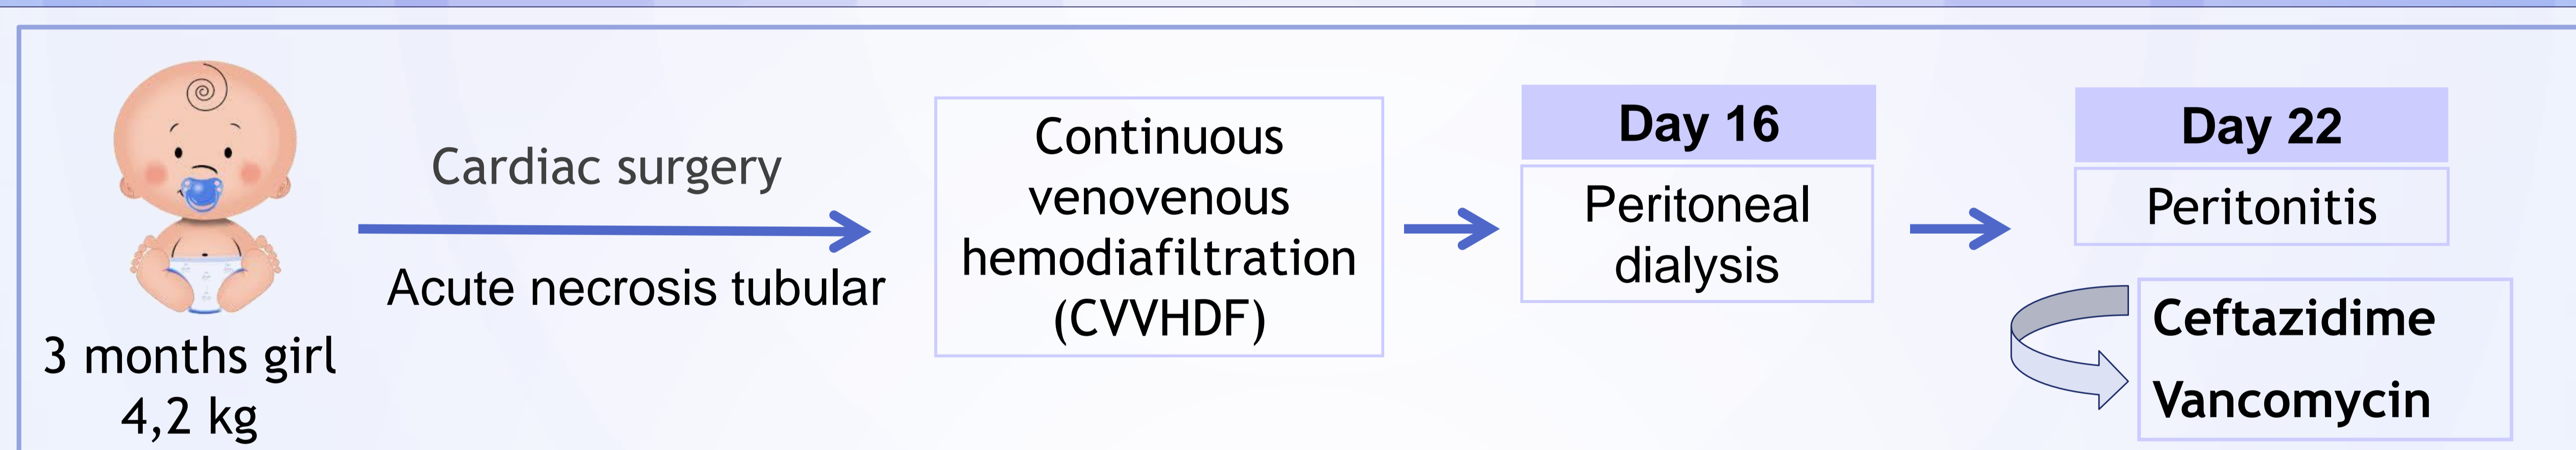 3 months girl
4,2 kg
Cardiac surgery
Acute necrosis tubular
Continuous
venovenous
hemodiafiltration
(CVVHDF)
Day 16
Peritoneal
dialysis
Day 22
Peritonitis
Ceftazidime
Vancomycin